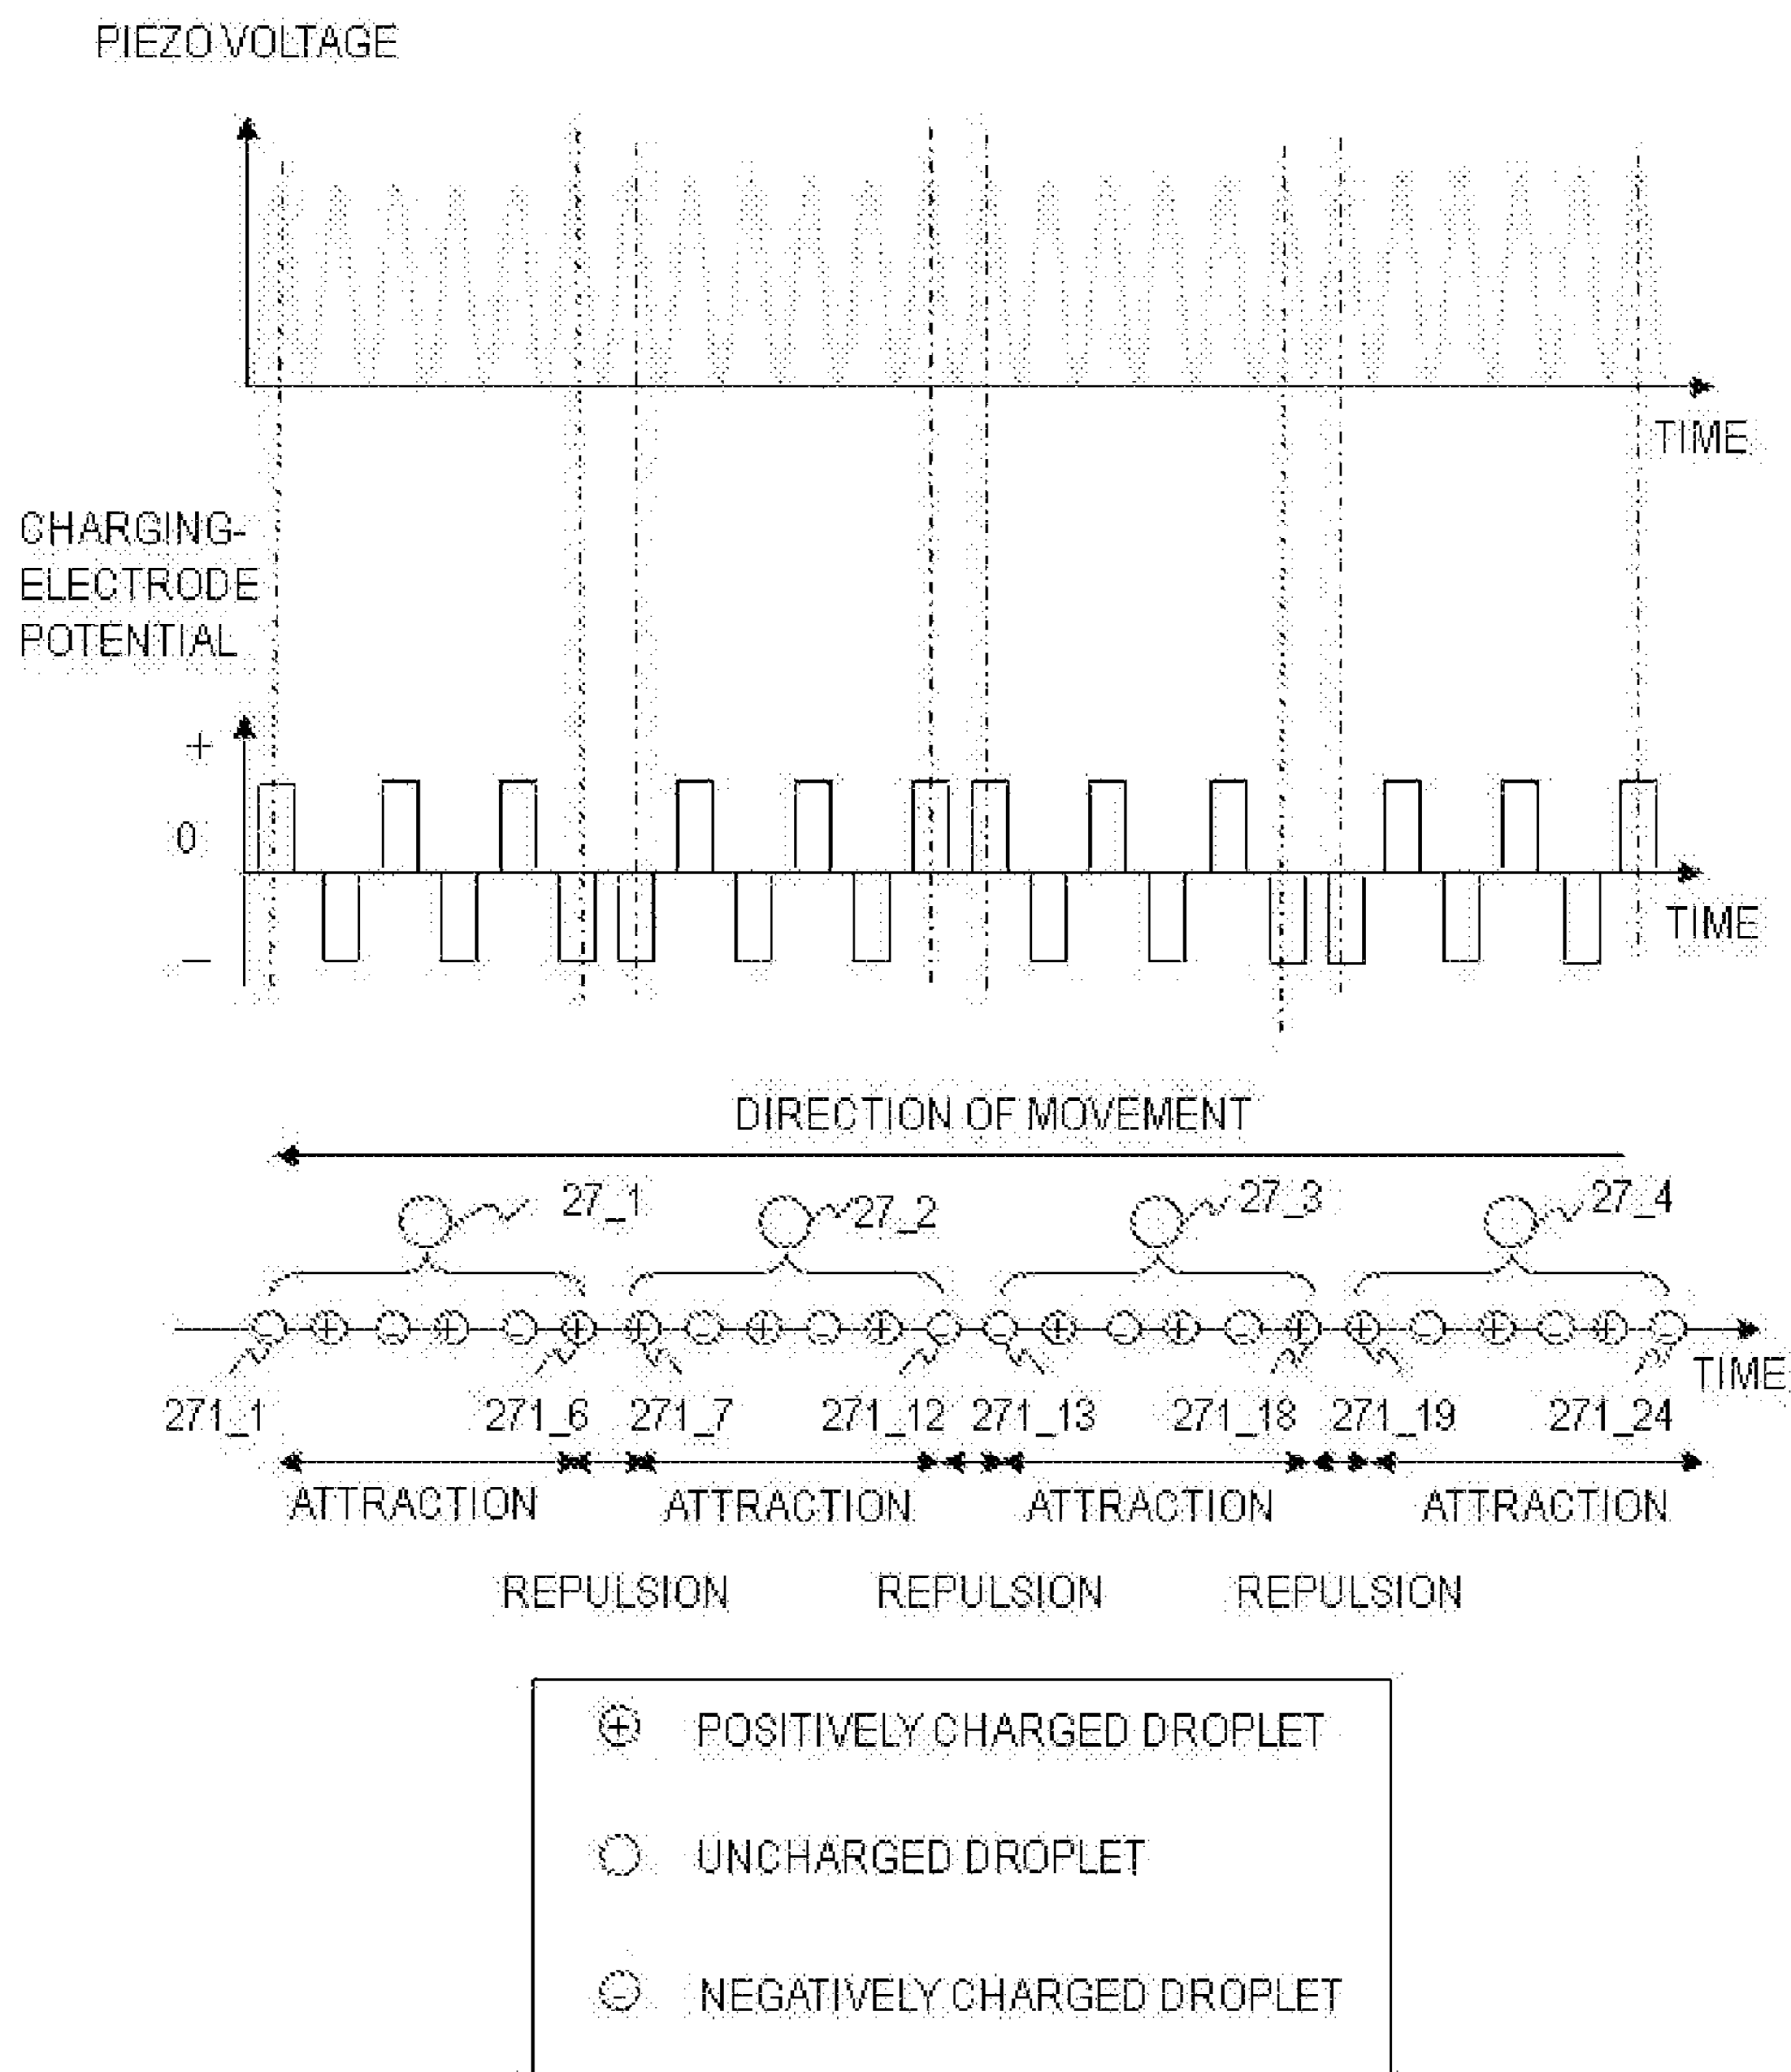 PIEZO VOLTAGE
TIME
CHARGING-
ELECTRODE
POTENTIAL
+
0
−
TIME
DIRECTION OF MOVEMENT
27_1
27_2
27_3
27_4
- + - + - + + - + - + - - + - + - + + - + - + -
TIME
271_1
271_6
271_7
271_12
271_13
271_18
271_19
271_24
ATTRACTION
ATTRACTION
ATTRACTION
ATTRACTION
REPULSION
REPULSION
REPULSION
+ POSITIVELY CHARGED DROPLET
UNCHARGED DROPLET
- NEGATIVELY CHARGED DROPLET